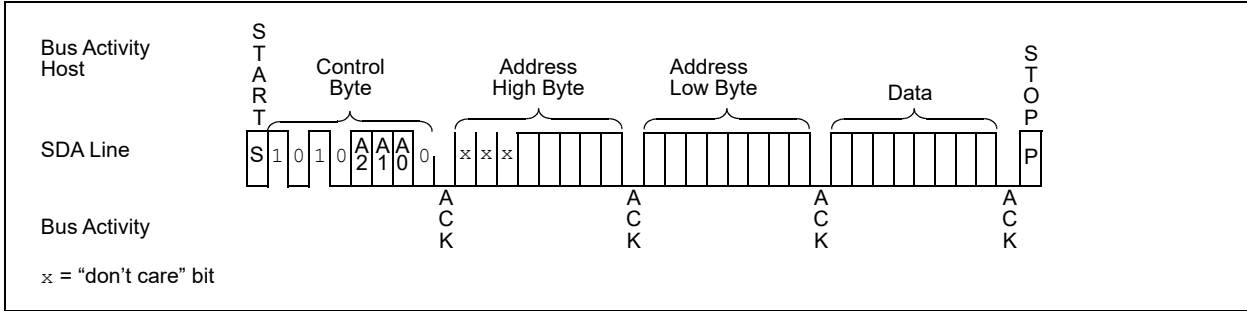 Bus Activity
Host
START
Control
Byte
Address
High Byte
Address
Low Byte
Data
STOP
SDA Line
S 1 0 1 0 A2 A1 A0 0 x x x P
Bus Activity
ACK ACK ACK ACK
x = “don’t care” bit